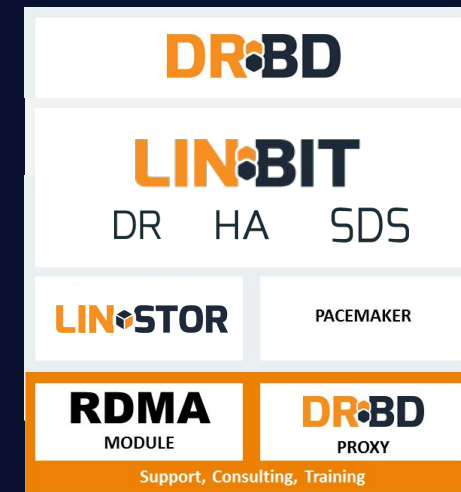 DRBD
LINBIT
DR HA SDS
LINSTOR
PACEMAKER
RDMA
MODULE
DRBD
PROXY
Support, Consulting, Training